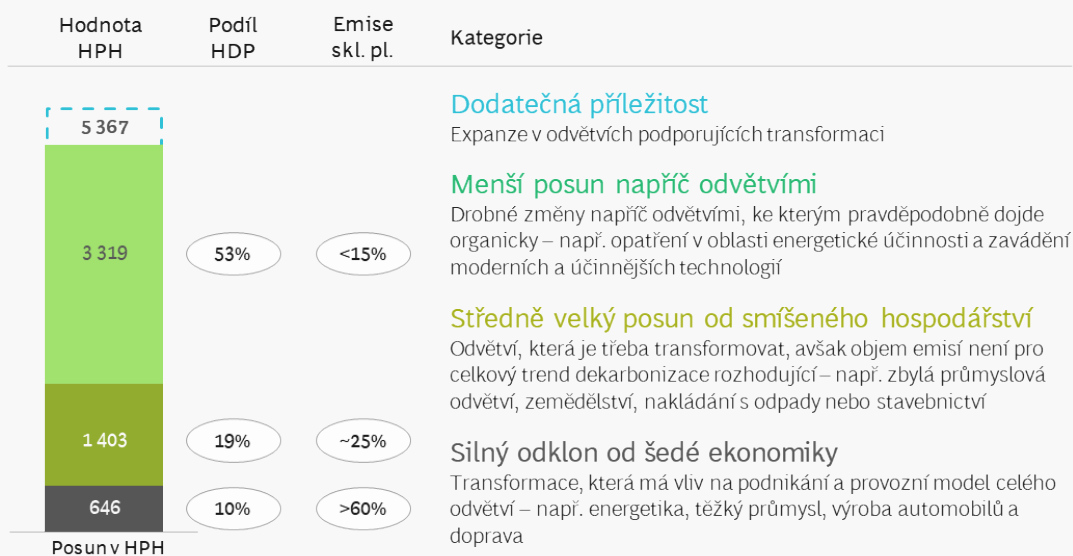 Hodnota HPH
Podíl HDP
Emise skl. pl.
Kategorie
5 367
Dodatečná příležitost
Expanze v odvětvích podporujících transformaci
3 319
53%
<15%
Menší posun napříč odvětvími
Drobné změny napříč odvětvími, ke kterým pravděpodobně dojde
organicky – např. opatření v oblasti energetické účinnosti a zavádění
moderních a účinnějších technologií
1 403
19%
~25%
Středně velký posun od smíšeného hospodářství
Odvětví, která je třeba transformovat, avšak objem emisí není pro
celkový trend dekarbonizace rozhodující – např. zbylá průmyslová
odvětví, zemědělství, nakládání s odpady nebo stavebnictví
646
10%
>60%
Silný odklon od šedé ekonomiky
Transformace, která má vliv na podnikání a provozní model celého
odvětví – např. energetika, těžký průmysl, výroba automobilů a
doprava
Posun v HPH